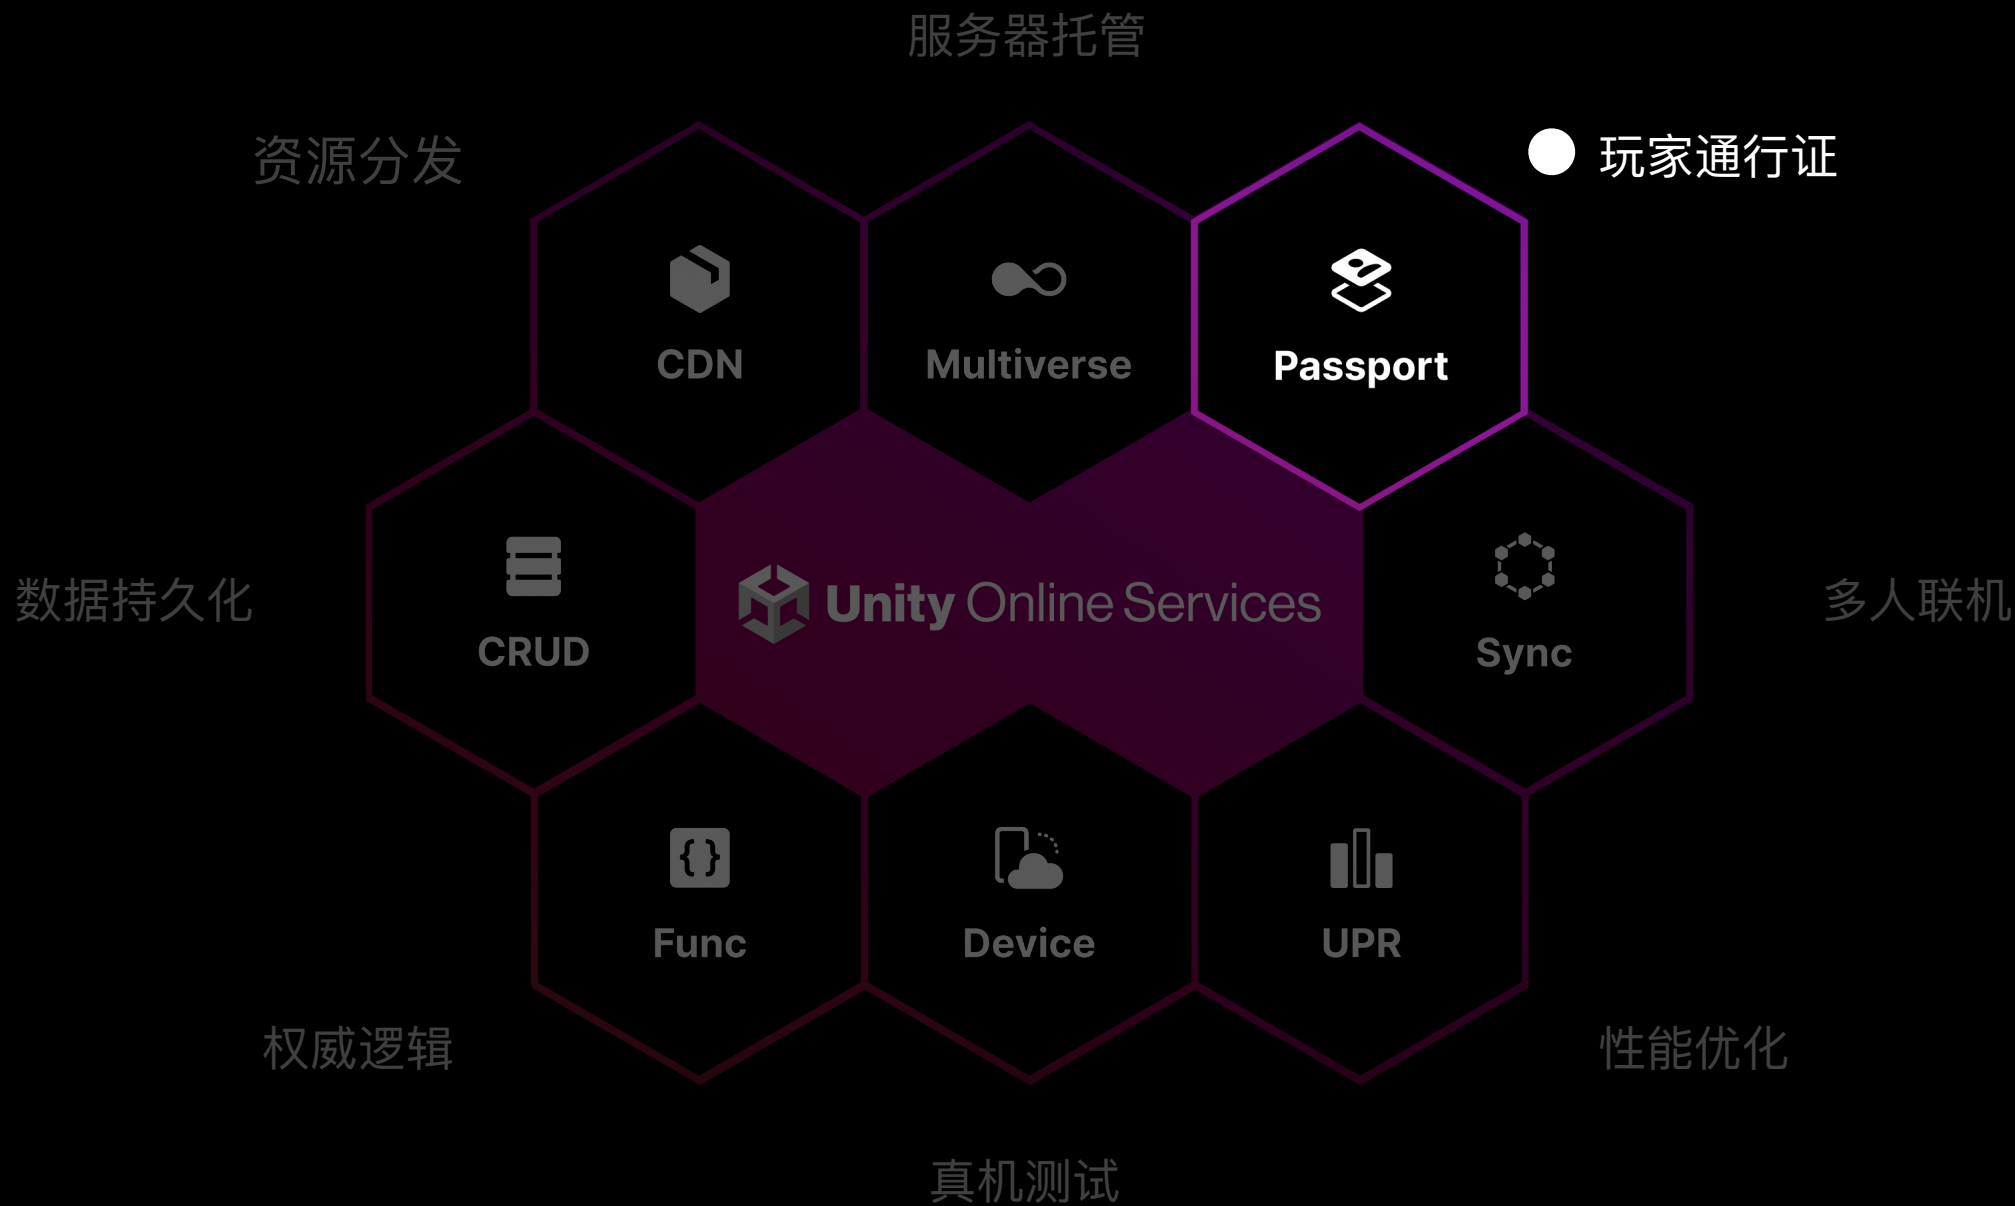 服务器托管
资源分发
玩家通行证
CDN
Multiverse
Passport
数据持久化
CRUD
Unity Online Services
Sync
多人联机
Func
Device
UPR
权威逻辑
性能优化
真机测试